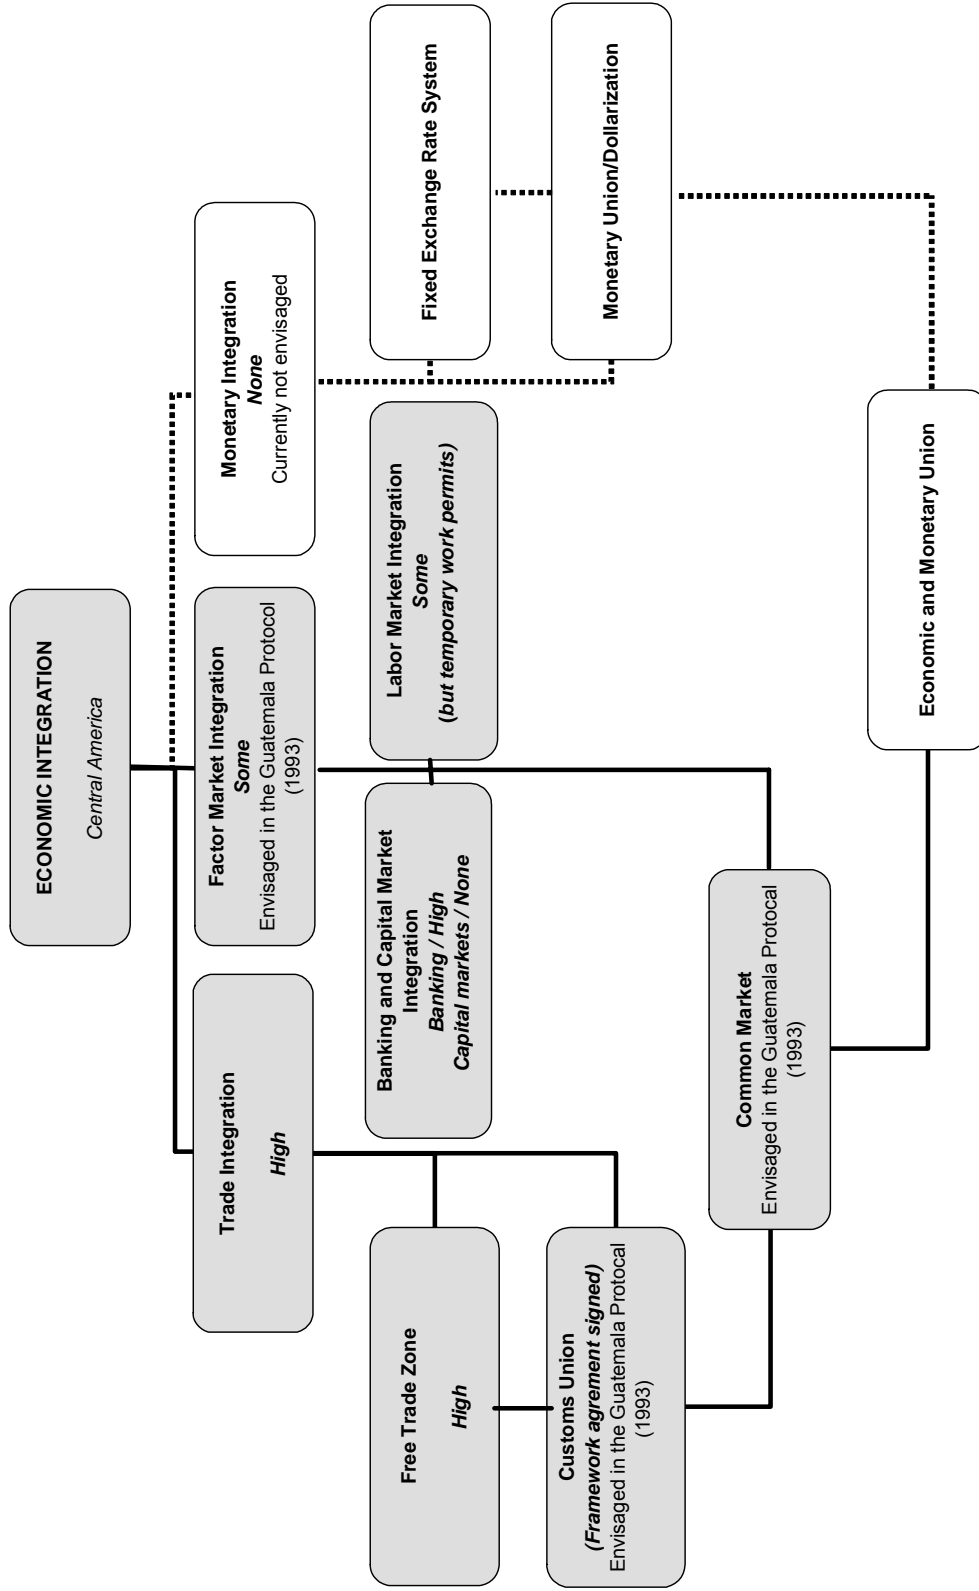 ECONOMIC INTEGRATION
Central America
Trade Integration
High
Factor Market Integration
Some
Envisaged in the Guatemala Protocol
(1993)
Monetary Integration
None
Currently not envisaged
Free Trade Zone
High
Banking and Capital Market
Integration
Banking / High
Capital markets / None
Labor Market Integration
Some
(but temporary work permits)
Fixed Exchange Rate System
Customs Union
(Framework agrement signed)
Envisaged in the Guatemala Protocal
(1993)
Monetary Union/Dollarization
Common Market
Envisaged in the Guatemala Protocal
(1993)
Economic and Monetary Union